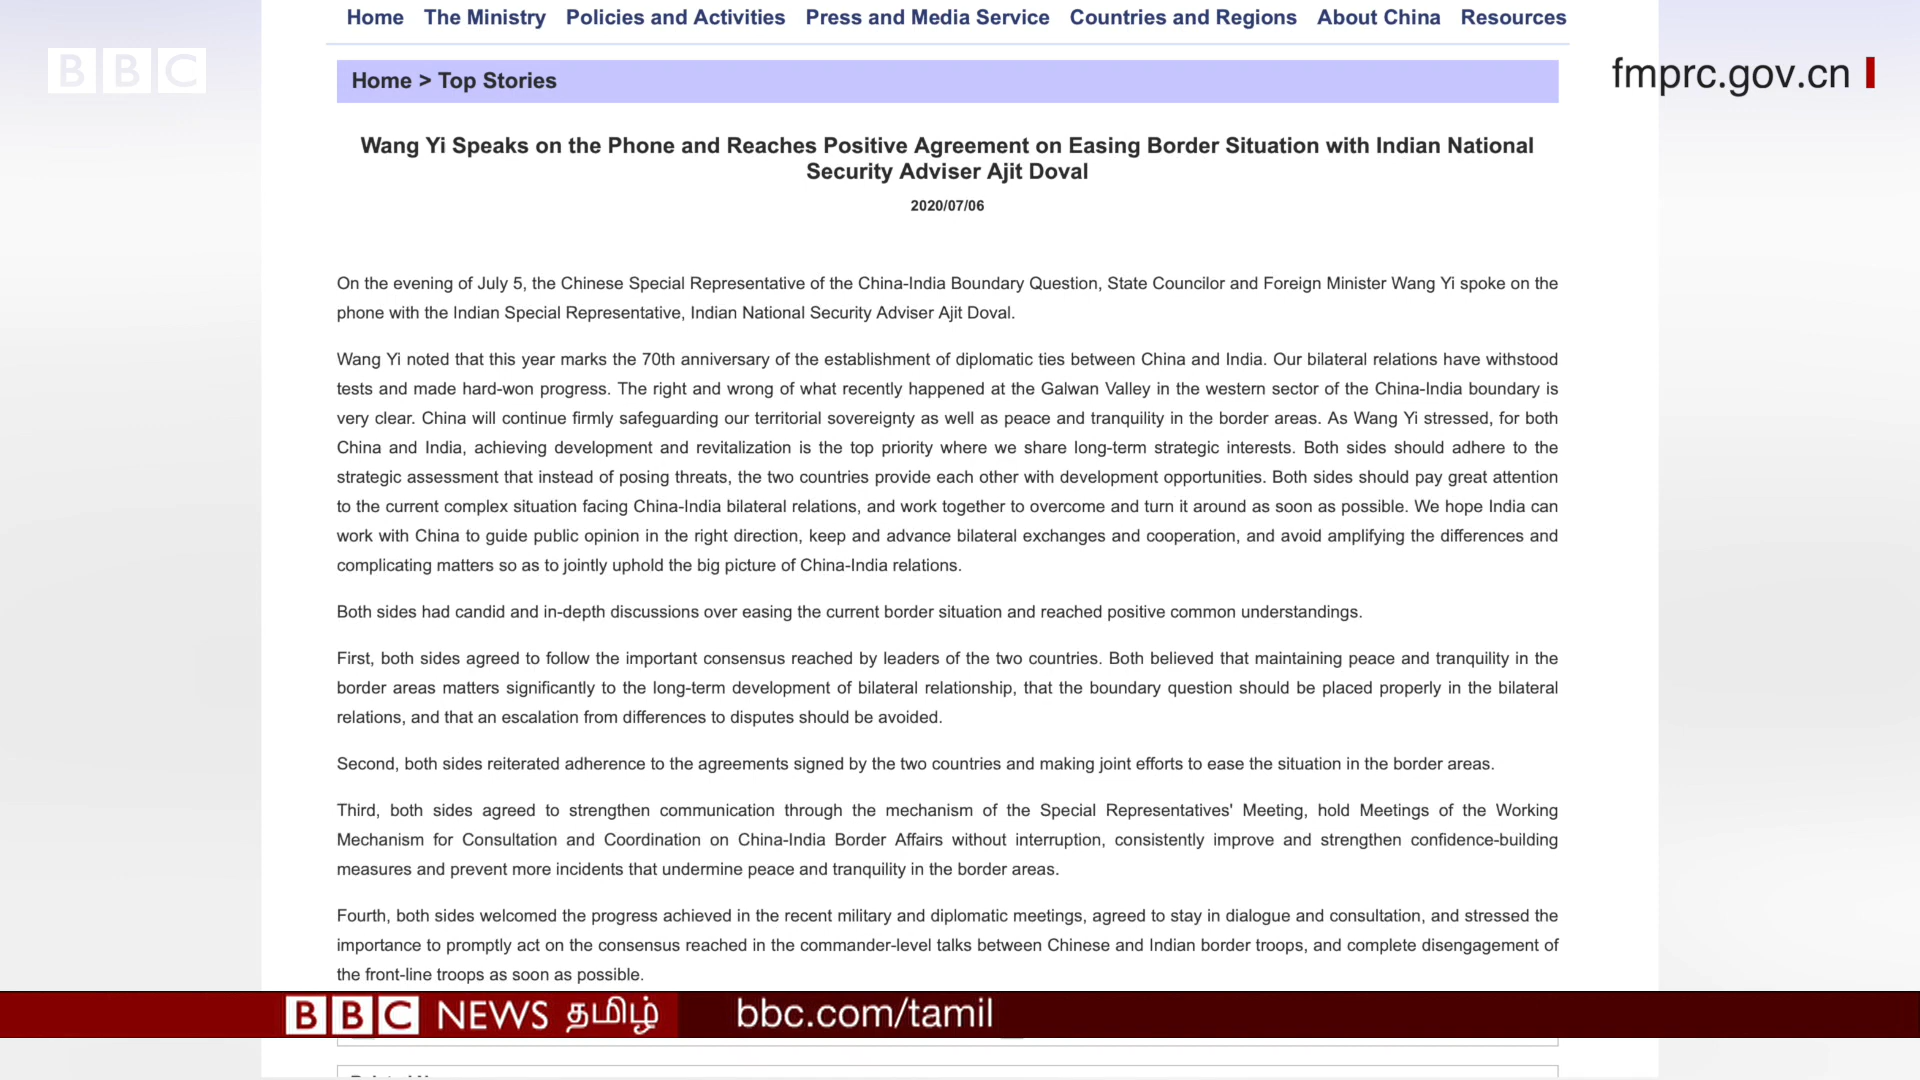 Home The Ministry Policies and Activities Press and Media Service Countries and Regions About China Resources
BBC
fmprc.gov.cn
Home > Top Stories
Wang Yi Speaks on the Phone and Reaches Positive Agreement on Easing Border Situation with Indian National
Security Adviser Ajit Doval
2020/07/06
On the evening of July 5, the Chinese Special Representative of the China-India Boundary Question, State Councilor and Foreign Minister Wang Yi spoke on the
phone with the Indian Special Representative, Indian National Security Adviser Ajit Doval.
Wang Yi noted that this year marks the 70th anniversary of the establishment of diplomatic ties between China and India. Our bilateral relations have withstood
tests and made hard-won progress. The right and wrong of what recently happened at the Galwan Valley in the western sector of the China-India boundary is
very clear. China will continue firmly safeguarding our territorial sovereignty as well as peace and tranquility in the border areas. As Wang Yi stressed, for both
China and India, achieving development and revitalization is the top priority where we share long-term strategic interests. Both sides should adhere to the
strategic assessment that instead of posing threats, the two countries provide each other with development opportunities. Both sides should pay great attention
to the current complex situation facing China-India bilateral relations, and work together to overcome and turn it around as soon as possible. We hope India can
work with China to guide public opinion in the right direction, keep and advance bilateral exchanges and cooperation, and avoid amplifying the differences and
complicating matters so as to jointly uphold the big picture of China-India relations.
Both sides had candid and in-depth discussions over easing the current border situation and reached positive common understandings.
First, both sides agreed to follow the important consensus reached by leaders of the two countries. Both believed that maintaining peace and tranquility in the
border areas matters significantly to the long-term development of bilateral relationship, that the boundary question should be placed properly in the bilateral
relations, and that an escalation from differences to disputes should be avoided.
Second, both sides reiterated adherence to the agreements signed by the two countries and making joint efforts to ease the situation in the border areas.
Third, both sides agreed to strengthen communication through the mechanism of the Special Representatives' Meeting, hold Meetings of the Working
Mechanism for Consultation and Coordination on China-India Border Affairs without interruption, consistently improve and strengthen confidence-building
measures and prevent more incidents that undermine peace and tranquility in the border areas.
Fourth, both sides welcomed the progress achieved in the recent military and diplomatic meetings, agreed to stay in dialogue and consultation, and stressed the
importance to promptly act on the consensus reached in the commander-level talks between Chinese and Indian border troops, and complete disengagement of
the front-line troops as soon as possible.
BBC NEWS தமிழ் bbc.com/tamil